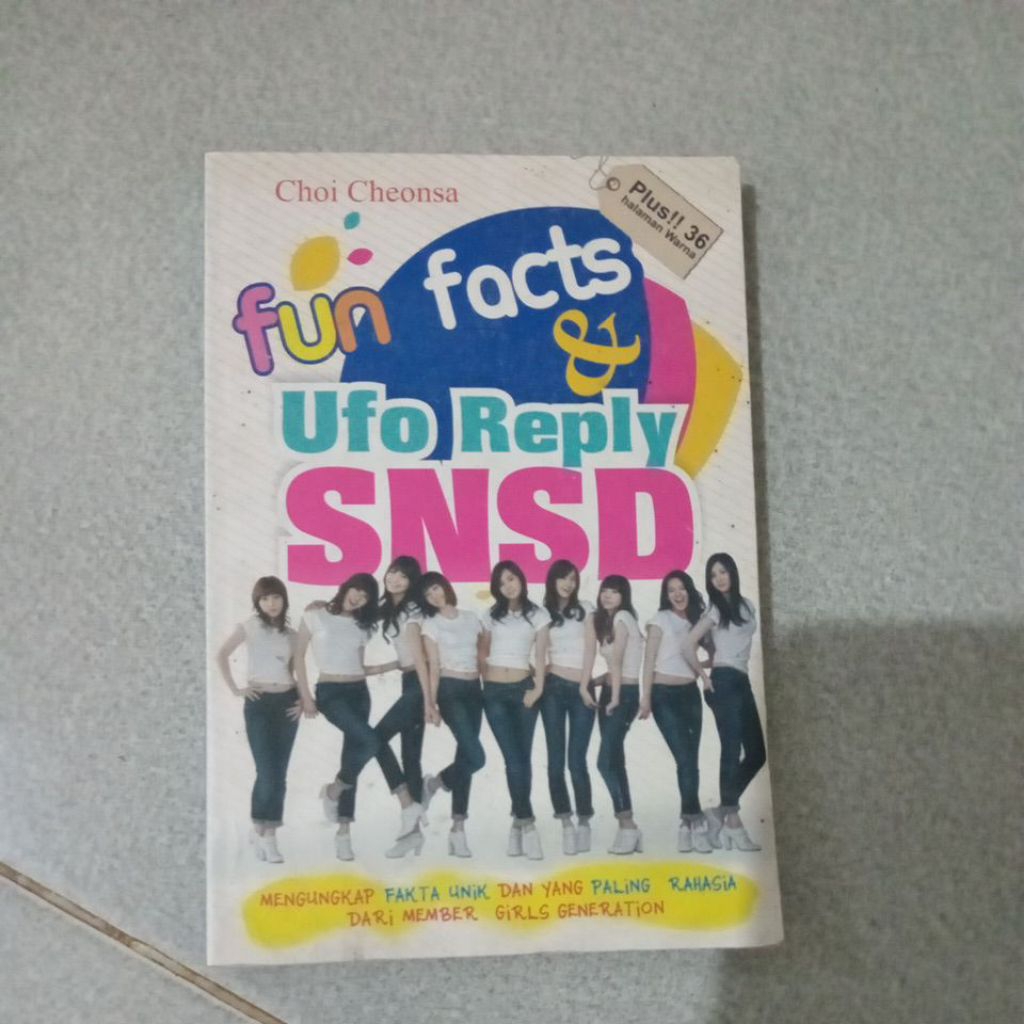 Choi Cheonsa
Plus!! 36
halaman Warna
fun facts
&
Ufo Reply
SNSD
MENGUNGKAP FAKTA UNIK DAN YANG PALING RAHASIA
DARI MEMBER GIRLS GENERATION